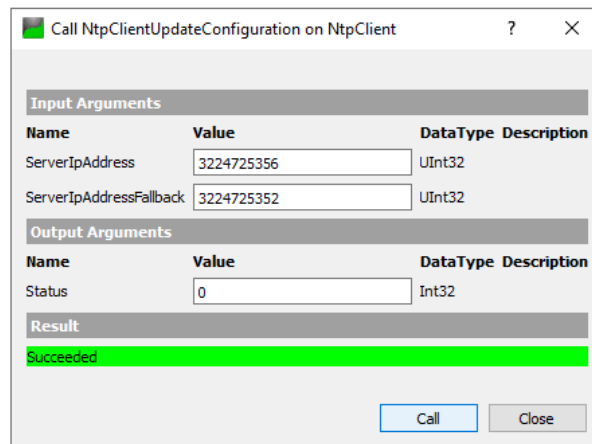 Call NtpClientUpdateConfiguration on NtpClient ? ×
Input Arguments
Name Value DataType Description
ServerIpAddress 3224725356 UInt32
ServerIpAddressFallback 3224725352 UInt32
Output Arguments
Name Value DataType Description
Status 0 Int32
Result
Succeeded
Call Close